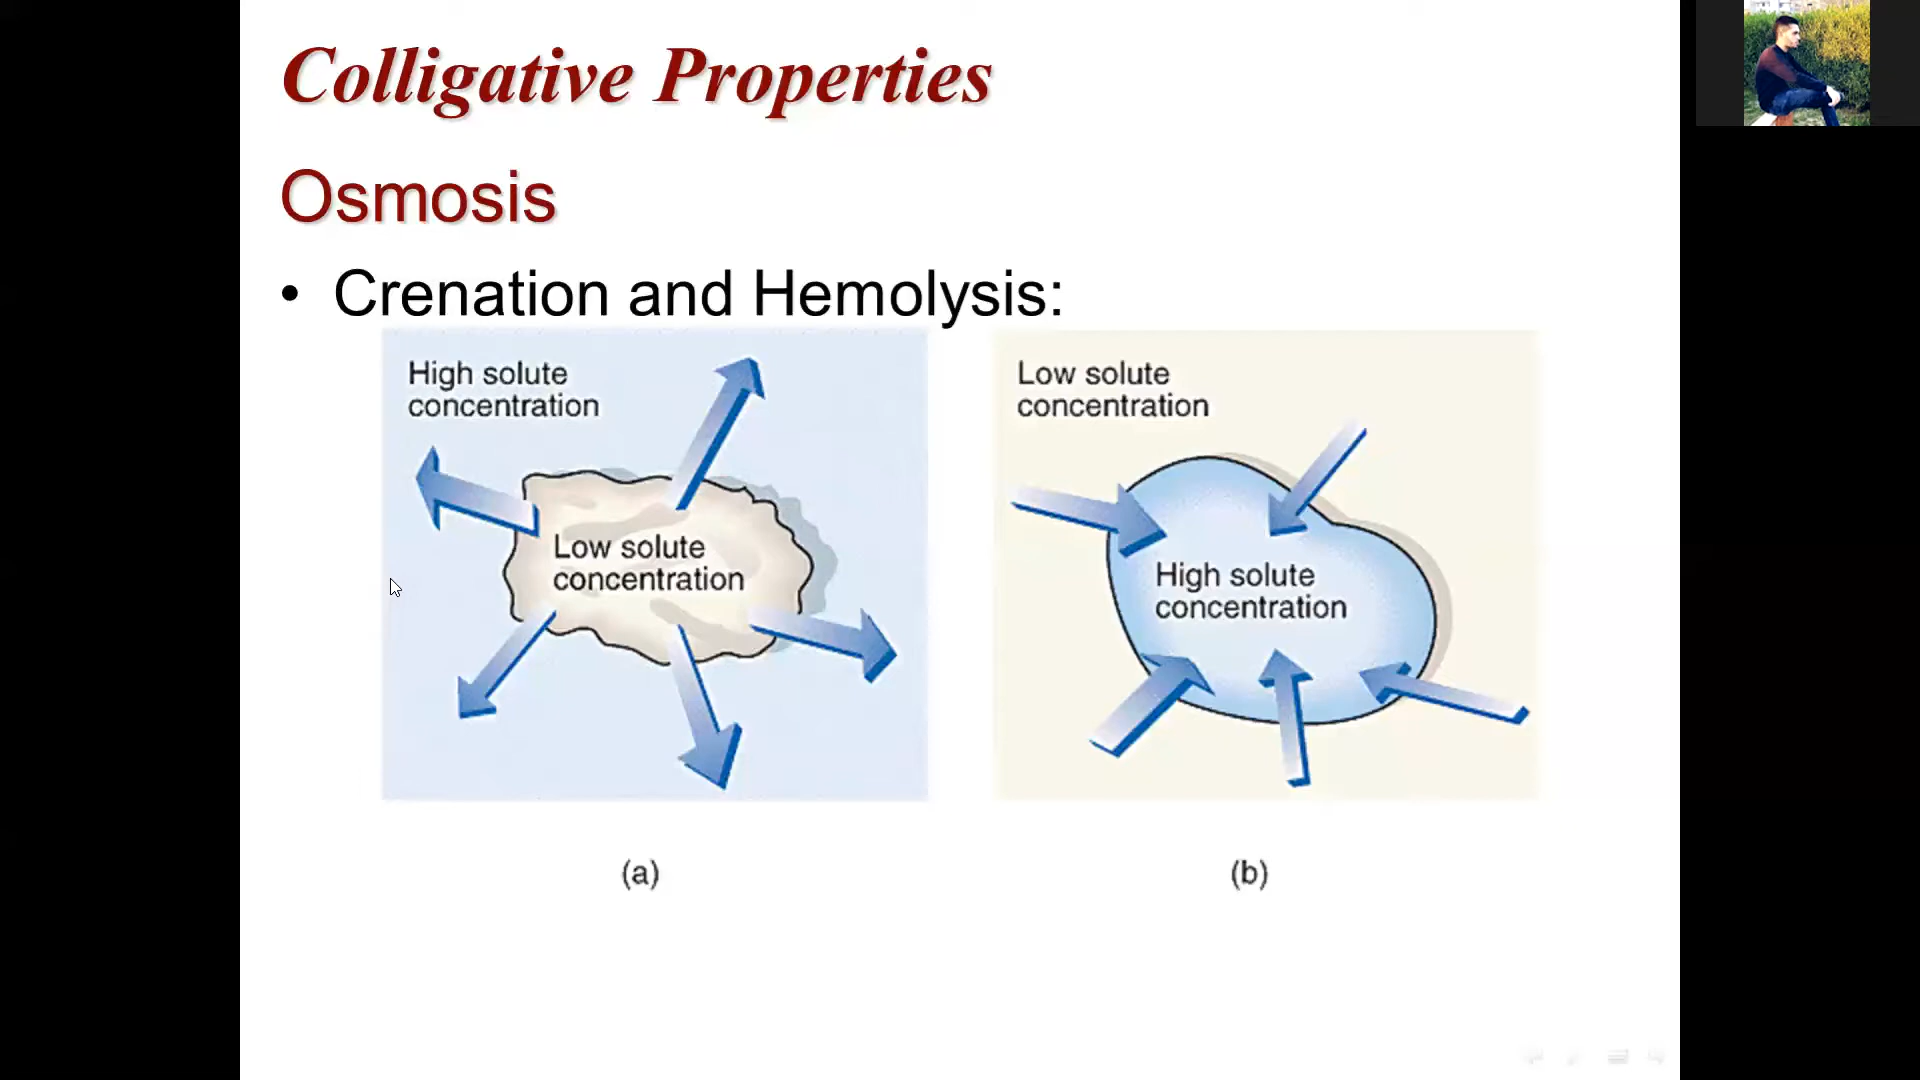 Colligative Properties
Osmosis
• Crenation and Hemolysis:
High solute
concentration
Low solute
concentration
(a)
Low solute
concentration
High solute
concentration
(b)